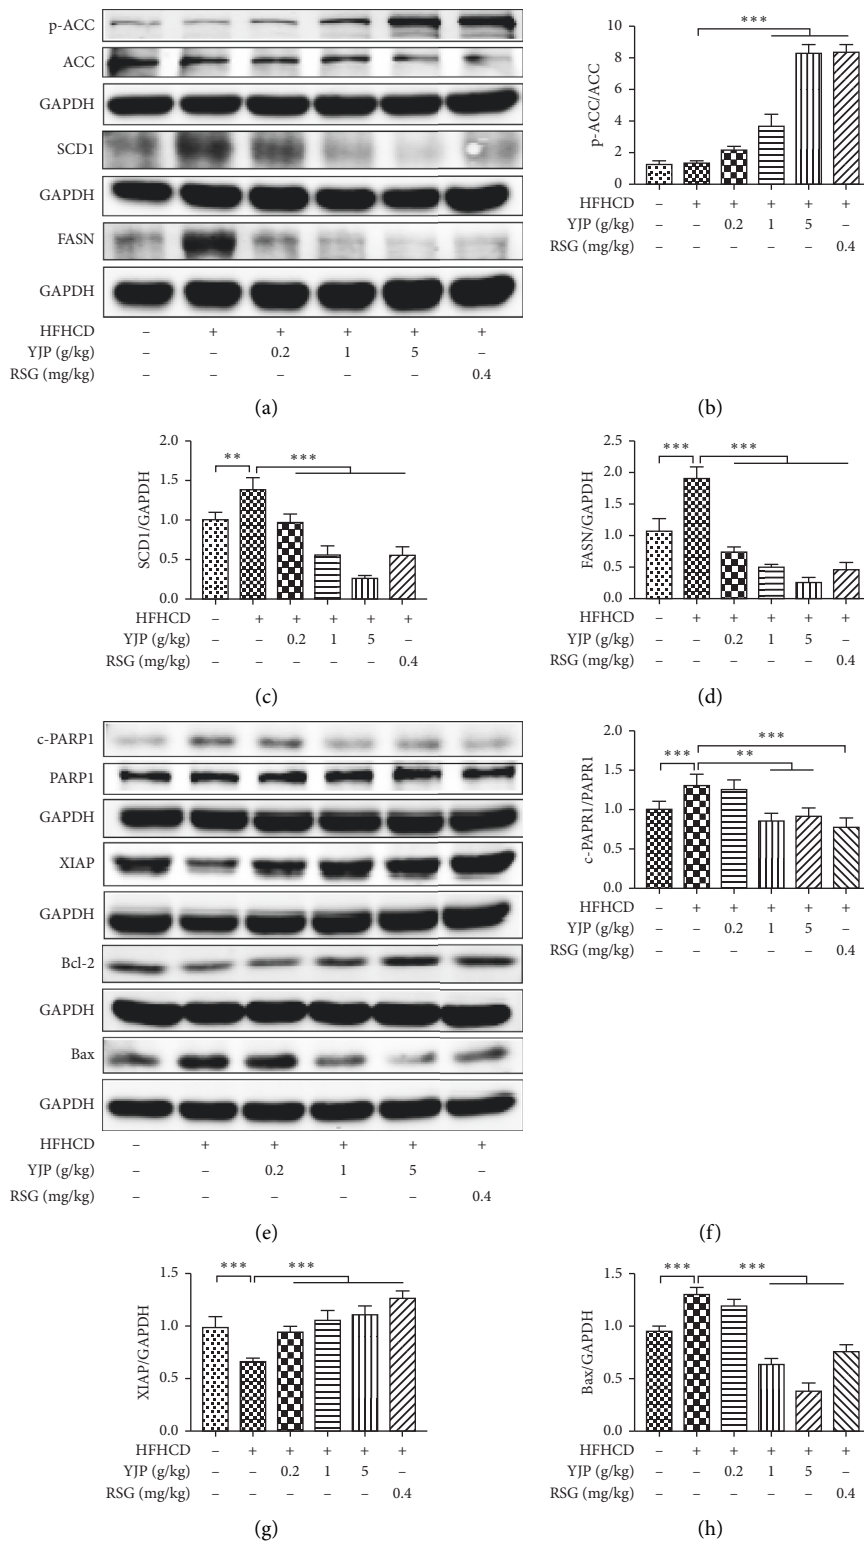 p-ACC
ACC
GAPDH
SCD1
GAPDH
FASN
GAPDH
HFHCD – + + + + +
YJP (g/kg) – – 0.2 1 5 –
RSG (mg/kg) – – – – – 0.4
(a)
***
p-ACC/ACC
10
8
6
4
2
0
HFHCD – + + + + +
YJP (g/kg) – – 0.2 1 5 –
RSG (mg/kg) – – – – – 0.4
(b)
** ***
SCD1/GAPDH
2.0
1.5
1.0
0.5
0.0
HFHCD – + + + + +
YJP (g/kg) – – 0.2 1 5 –
RSG (mg/kg) – – – – – 0.4
(c)
*** ***
FASN/GAPDH
2.5
2.0
1.5
1.0
0.5
0.0
HFHCD – + + + + +
YJP (g/kg) – – 0.2 1 5 –
RSG (mg/kg) – – – – – 0.4
(d)
c-PARP1
PARP1
GAPDH
XIAP
GAPDH
Bcl-2
GAPDH
Bax
GAPDH
HFHCD – + + + + +
YJP (g/kg) – – 0.2 1 5 –
RSG (mg/kg) – – – – – 0.4
(e)
***
*** **
c-PAPR1/PAPR1
2.0
1.5
1.0
0.5
0.0
HFHCD – + + + + +
YJP (g/kg) – – 0.2 1 5 –
RSG (mg/kg) – – – – – 0.4
(f)
*** ***
XIAP/GAPDH
1.5
1.0
0.5
0.0
HFHCD – + + + + +
YJP (g/kg) – – 0.2 1 5 –
RSG (mg/kg) – – – – – 0.4
(g)
*** ***
Bax/GAPDH
1.5
1.0
0.5
0.0
HFHCD – + + + + +
YJP (g/kg) – – 0.2 1 5 –
RSG (mg/kg) – – – – – 0.4
(h)